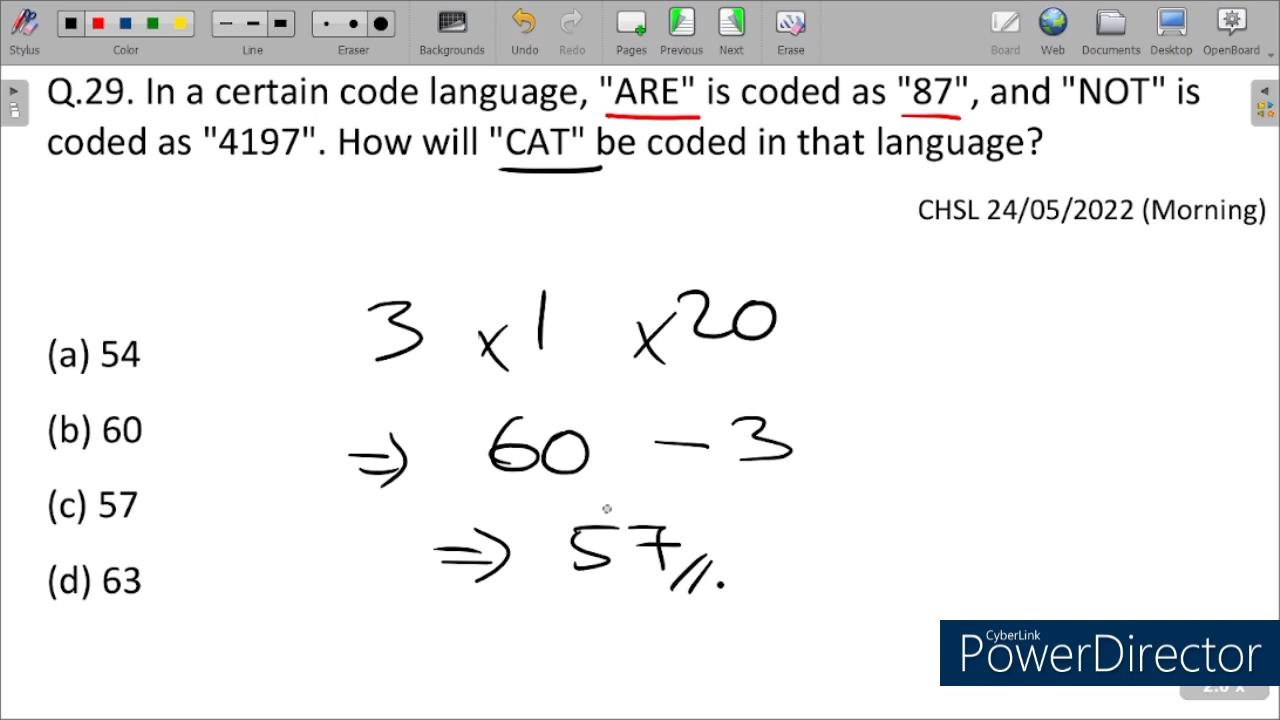 Stylus Color Line Eraser Backgrounds Undo Redo Pages Previous Next Erase Board Web Documents Desktop OpenBoard
Q.29. In a certain code language, "ARE" is coded as "87", and "NOT" is
coded as "4197". How will "CAT" be coded in that language?
CHSL 24/05/2022 (Morning)
3 x 1 x 20
(a) 54
(b) 60
⇒ 60 – 3
(c) 57
⇒ 57//.
(d) 63
CyberLink
PowerDirector
2.0 x